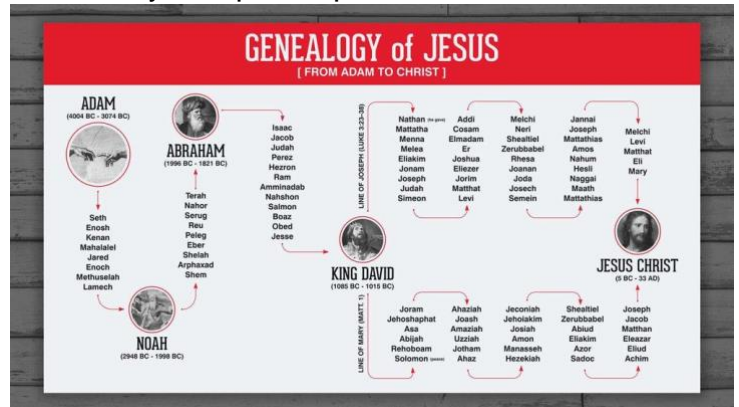 GENEALOGY of JESUS
[ FROM ADAM TO CHRIST ]
ADAM
(4004 BC - 3074 BC)
Seth
Enosh
Kenan
Mahalalel
Jared
Enoch
Methuselah
Lamech
NOAH
(2948 BC - 1998 BC)
Terah
Nahor
Serug
Reu
Peleg
Eber
Shelah
Arphaxad
Shem
ABRAHAM
(1996 BC - 1821 BC)
Isaac
Jacob
Judah
Perez
Hezron
Ram
Amminadab
Nahshon
Salmon
Boaz
Obed
Jesse
KING DAVID
(1085 BC - 1015 BC)
LINE OF JOSEPH (LUKE 3:23-38)
Nathan
Mattatha
Menna
Melea
Eliakim
Jonam
Joseph
Judah
Simeon
Addi
Cosam
Elmadam
Er
Joshua
Eliezer
Jorim
Matthat
Levi
Melchi
Neri
Shealtiel
Zerubbabel
Rhesa
Joanan
Joda
Josech
Semein
Jannai
Joseph
Mattathias
Amos
Nahum
Hesli
Naggai
Maath
Mattathias
Melchi
Levi
Matthat
Eli
Mary
LINE OF MARY (MATT. 1)
Joram
Jehoshaphat
Asa
Abijah
Rehoboam
Solomon (peace)
Ahaziah
Joash
Amaziah
Uzziah
Jotham
Ahaz
Jeconiah
Jehoiakim
Josiah
Amon
Manasseh
Hezekiah
Shealtiel
Zerubbabel
Abiud
Eliakim
Azor
Sadoc
Joseph
Jacob
Matthan
Eleazar
Eliud
Achim
JESUS CHRIST
(5 BC - 33 AD)